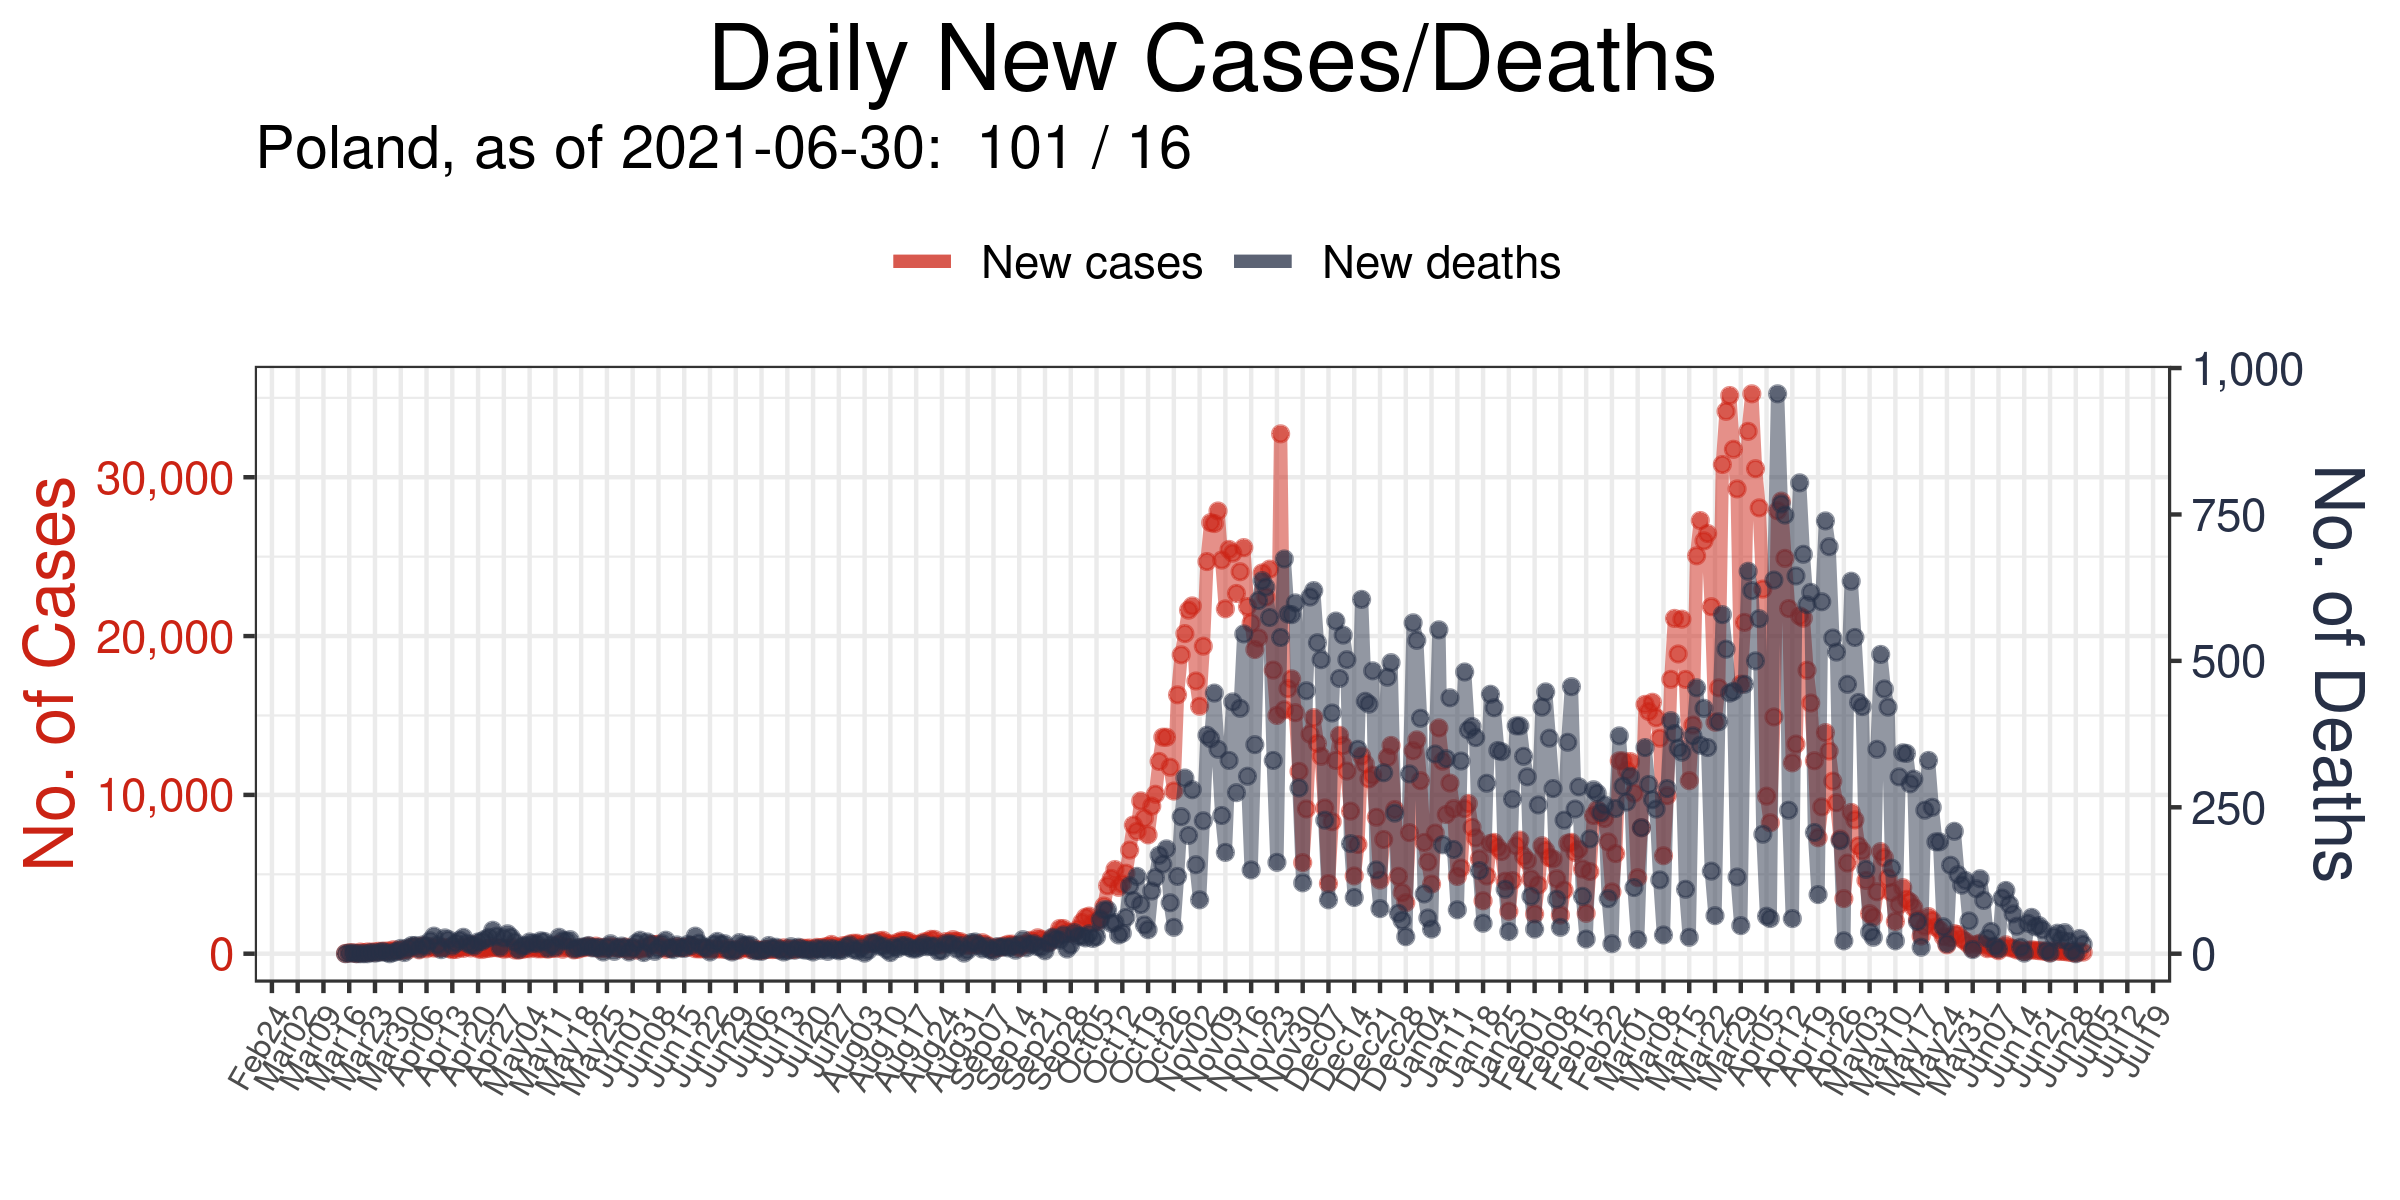 Daily New Cases/Deaths
Poland, as of 2021-06-30:  101 / 16
New cases
New deaths
No. of Cases
30,000
20,000
10,000
0
1,000
750
500
250
0
No. of Deaths
Feb24
Mar02
Mar09
Mar16
Mar23
Mar30
Apr06
Apr13
Apr20
Apr27
May04
May11
May18
May25
Jun01
Jun08
Jun15
Jun22
Jun29
Jul06
Jul13
Jul20
Jul27
Aug03
Aug10
Aug17
Aug24
Aug31
Sep07
Sep14
Sep21
Sep28
Oct05
Oct12
Oct19
Oct26
Nov02
Nov09
Nov16
Nov23
Nov30
Dec07
Dec14
Dec21
Dec28
Jan04
Jan11
Jan18
Jan25
Feb01
Feb08
Feb15
Feb22
Mar01
Mar08
Mar15
Mar22
Mar29
Apr05
Apr12
Apr19
Apr26
May03
May10
May17
May24
May31
Jun07
Jun14
Jun21
Jun28
Jul05
Jul12
Jul19